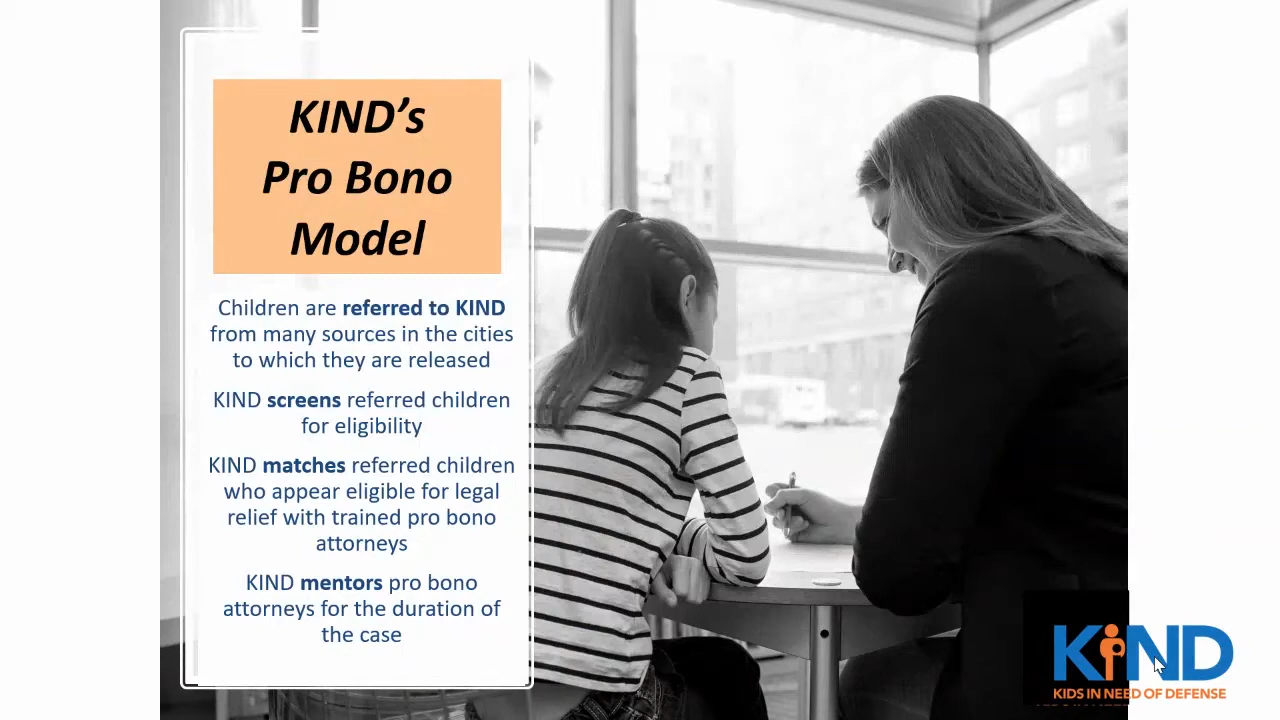 KIND's
Pro Bono
Model
Children are referred to KIND
from many sources in the cities
to which they are released
KIND screens referred children
for eligibility
KIND matches referred children
who appear eligible for legal
relief with trained pro bono
attorneys
KIND mentors pro bono
attorneys for the duration of
the case
KIND
KIDS IN NEED OF DEFENSE